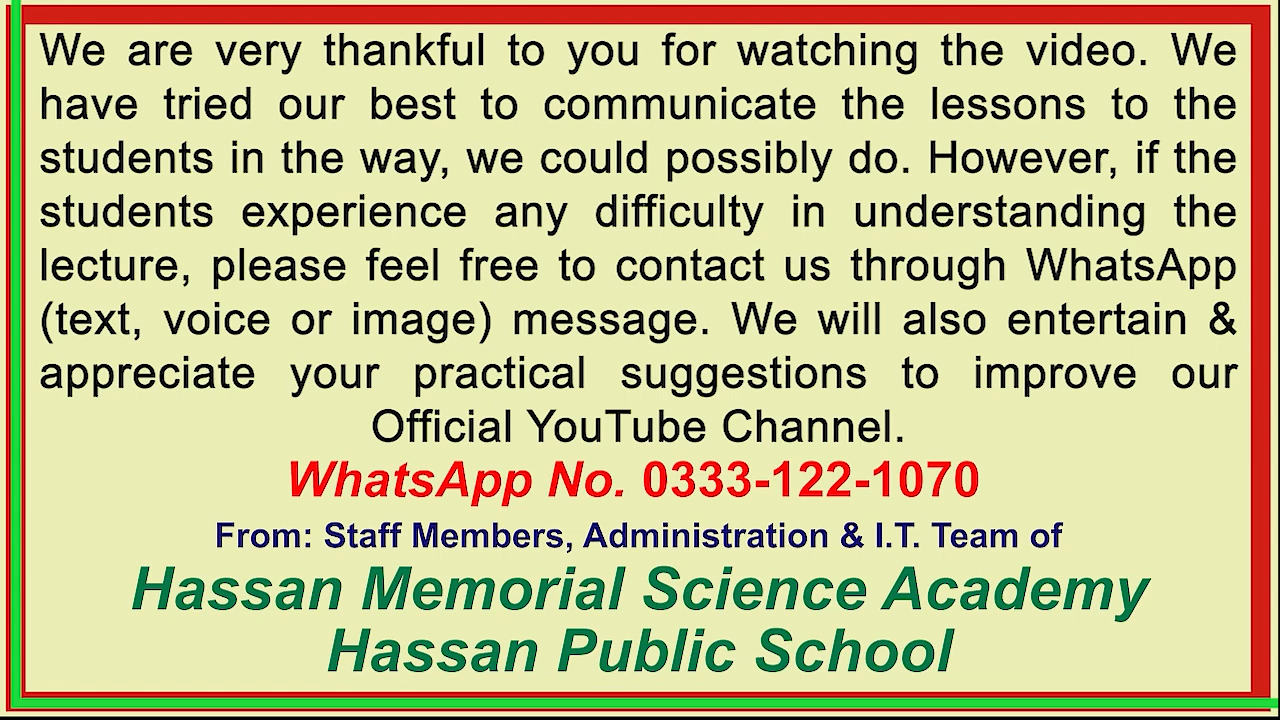 We are very thankful to you for watching the video. We
have tried our best to communicate the lessons to the
students in the way, we could possibly do. However, if the
students experience any difficulty in understanding the
lecture, please feel free to contact us through WhatsApp
(text, voice or image) message. We will also entertain &
appreciate your practical suggestions to improve our
Official YouTube Channel.
WhatsApp No. 0333-122-1070
From: Staff Members, Administration & I.T. Team of
Hassan Memorial Science Academy
Hassan Public School